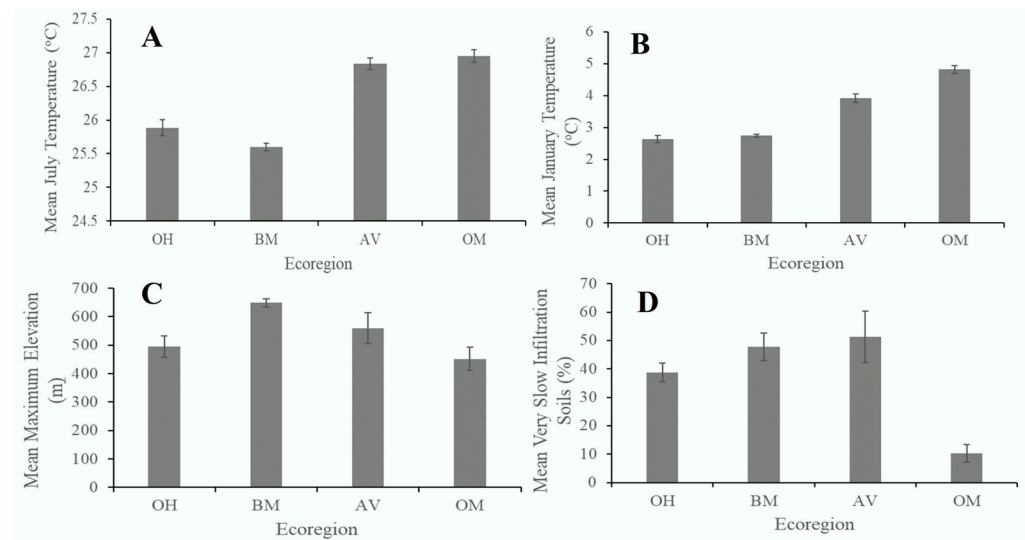 A
Mean July Temperature (°C)
27.5
27
26.5
26
25.5
25
24.5
OH BM AV OM
Ecoregion
B
Mean January Temperature
(°C)
6
5
4
3
2
1
0
OH BM AV OM
Ecoregion
C
Mean Maximum Elevation
(m)
700
600
500
400
300
200
100
0
OH BM AV OM
Ecoregion
D
Mean Very Slow Infiltration
Soils (%)
70
60
50
40
30
20
10
0
OH BM AV OM
Ecoregion